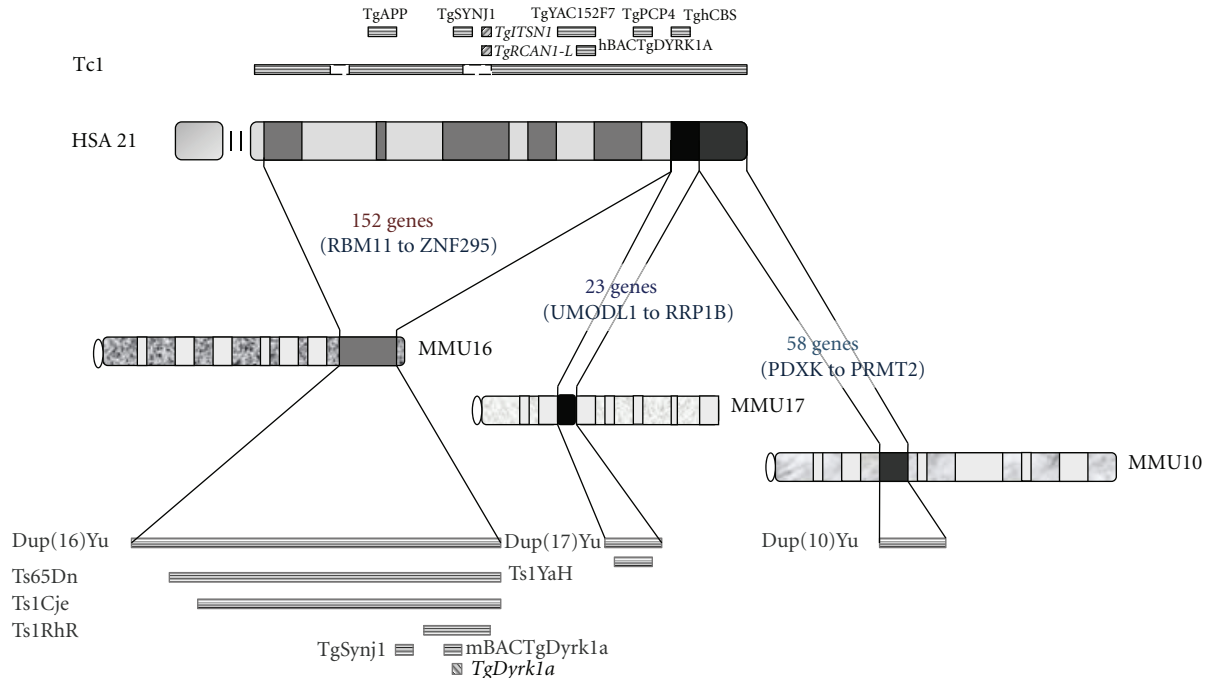 TgAPP
TgSYNJ1
TgYAC152F7
TgPCP4
TghCBS
TgITSN1
TgRCAN1-L
hBACTgDYRK1A
Tc1
HSA 21
152 genes
(RBM11 to ZNF295)
23 genes
(UMODL1 to RRP1B)
58 genes
(PDXK to PRMT2)
MMU16
MMU17
MMU10
Dup(16)Yu
Dup(17)Yu
Dup(10)Yu
Ts65Dn
Ts1YaH
Ts1Cje
Ts1RhR
TgSynj1
mBACTgDyrk1a
TgDyrk1a